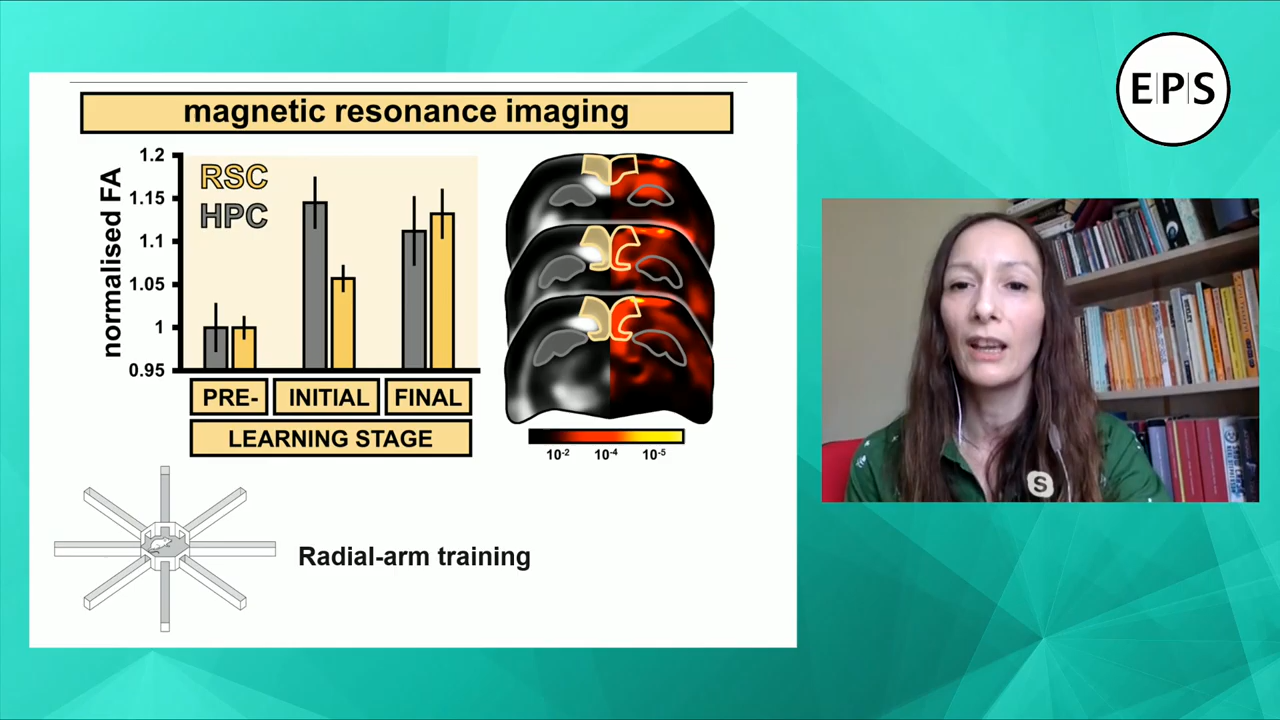 E|P|S
magnetic resonance imaging
normalised FA
1.2
1.15
1.1
1.05
1
0.95
RSC
HPC
PRE-
INITIAL
FINAL
LEARNING STAGE
10-2
10-4
10-5
Radial-arm training
S